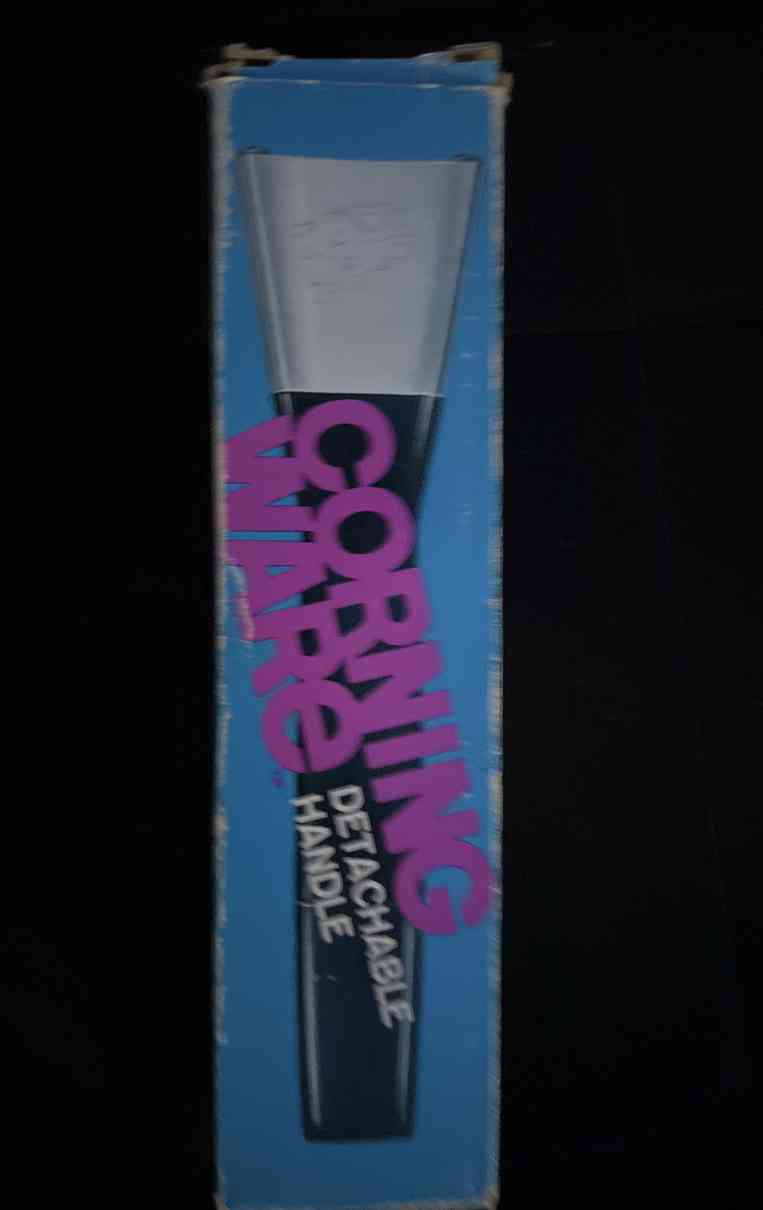 CORNING
WARe
DETACHABLE
HANDLE